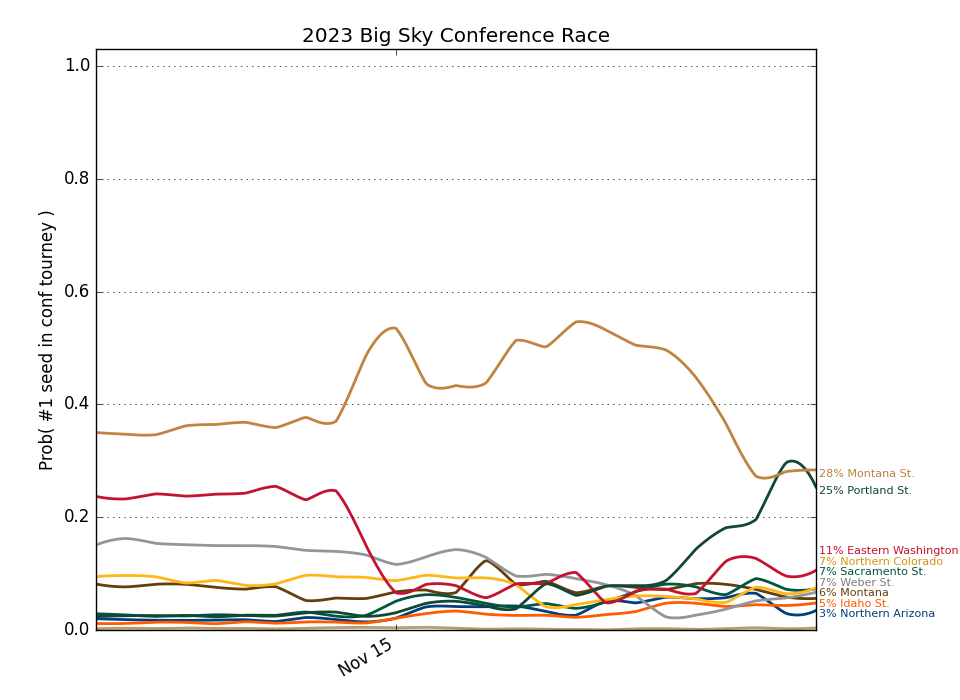 2023 Big Sky Conference Race
Prob( #1 seed in conf tourney )
1.0
0.8
0.6
0.4
0.2
0.0
Nov 15
28% Montana St.
25% Portland St.
11% Eastern Washington
7% Northern Colorado
7% Sacramento St.
7% Weber St.
6% Montana
5% Idaho St.
3% Northern Arizona